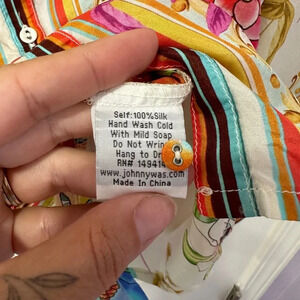 Self:100%Silk
Hand Wash Cold
With Mild Soap
Do Not Wring
Hang to Dry
RN# 149414
www.johnnywas.com
Made In China